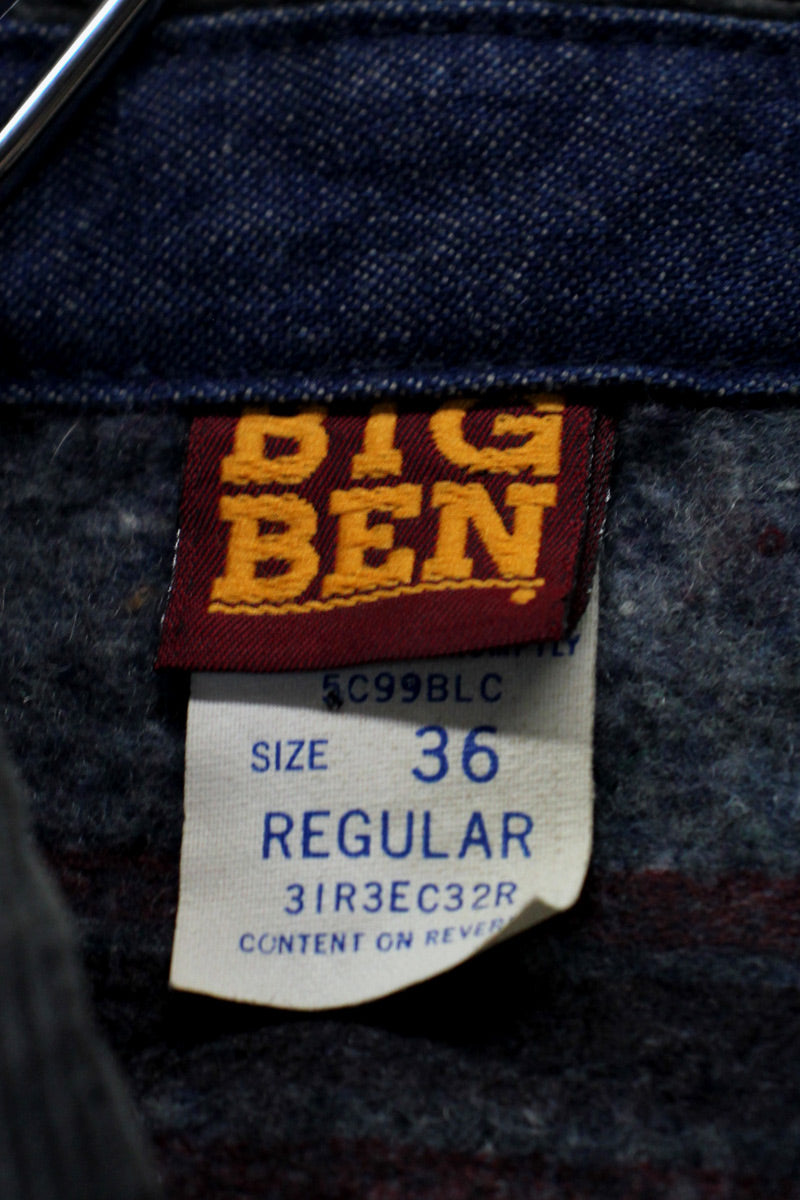 BIG
BEN
5C99BLC
SIZE 36
REGULAR
31R3EC32R
CONTENT ON